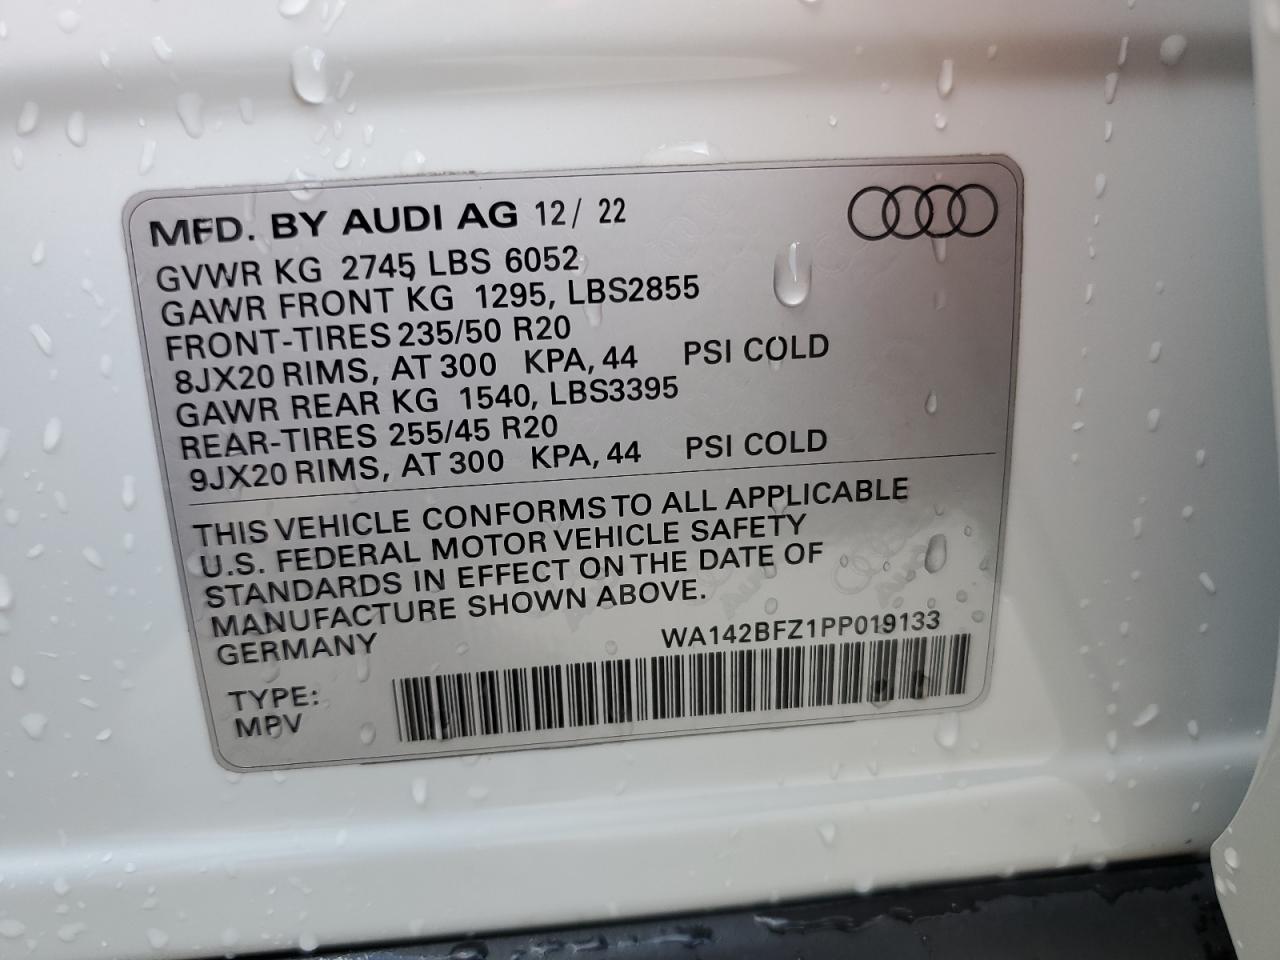 MFD. BY AUDI AG 12/ 22
GVWR KG 2745 LBS 6052
GAWR FRONT KG 1295, LBS2855
FRONT-TIRES 235/50 R20
8JX20 RIMS, AT 300 KPA, 44 PSI COLD
GAWR REAR KG 1540, LBS3395
REAR-TIRES 255/45 R20
9JX20 RIMS, AT 300 KPA, 44 PSI COLD
THIS VEHICLE CONFORMS TO ALL APPLICABLE
U.S. FEDERAL MOTOR VEHICLE SAFETY
STANDARDS IN EFFECT ON THE DATE OF
MANUFACTURE SHOWN ABOVE.
GERMANY
WA142BFZ1PP019133
TYPE:
MPV